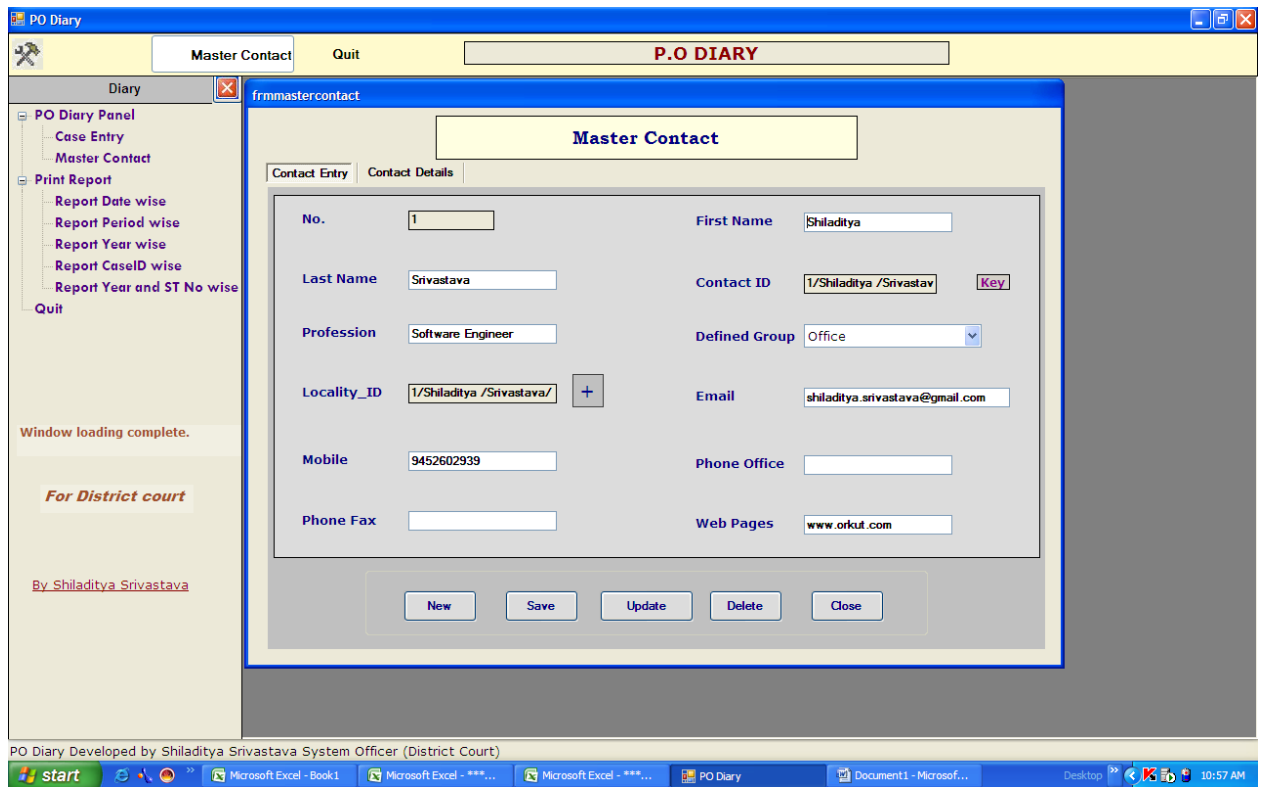 PO Diary
Master Contact Quit P.O DIARY
Diary
PO Diary Panel
Case Entry
Master Contact
Print Report
Report Date wise
Report Period wise
Report Year wise
Report CaseID wise
Report Year and ST No wise
Quit
Window loading complete.
For District court
By Shiladitya Srivastava
frmmastercontact
Master Contact
Contact Entry Contact Details
No. 1 First Name Shiladitya
Last Name Srivastava Contact ID 1/Shiladitya /Srivastav Key
Profession Software Engineer Defined Group Office
Locality_ID 1/Shiladitya /Srivastava/ + Email shiladitya.srivastava@gmail.com
Mobile 9452602939 Phone Office
Phone Fax Web Pages www.orkut.com
New Save Update Delete Close
PO Diary Developed by Shiladitya Srivastava System Officer (District Court)
start Microsoft Excel - Book1 Microsoft Excel - ***... Microsoft Excel - ***... PO Diary Document1 - Microsof... Desktop 10:57 AM